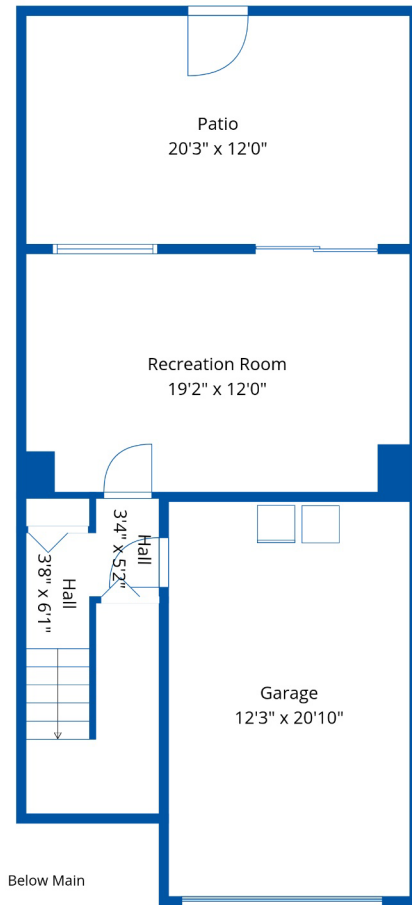 Patio
20'3" x 12'0"
Recreation Room
19'2" x 12'0"
Hall
3'4" x 5'2"
Hall
3'8" x 6'1"
Garage
12'3" x 20'10"
Below Main